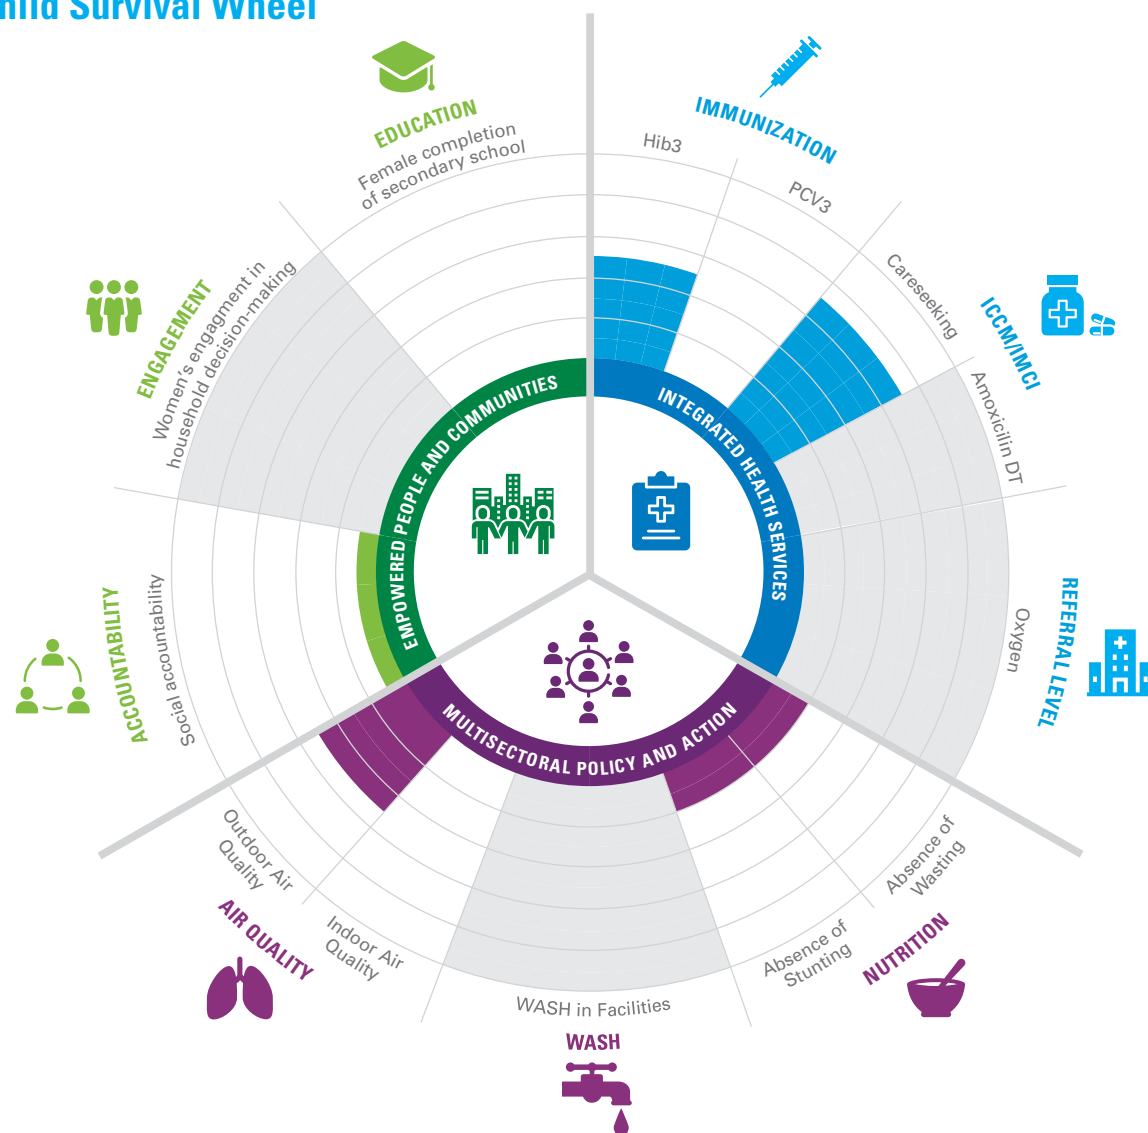 hild Survival Wheel
EDUCATION
Female completion
of secondary school
IMMUNIZATION
Hib3
PCV3
ICCM/IMCI
Careseeking
Amoxicilin DT
REFERRAL LEVEL
Oxygen
ENGAGEMENT
Women's engagment in
household decision-making
ACCOUNTABILITY
Social accountability
EMPOWERED PEOPLE AND COMMUNITIES
INTEGRATED HEALTH SERVICES
MULTISECTORAL POLICY AND ACTION
Outdoor Air
Quality
Indoor Air
Quality
AIR QUALITY
WASH in Facilities
WASH
Absence of
Stunting
Absence of
Wasting
NUTRITION